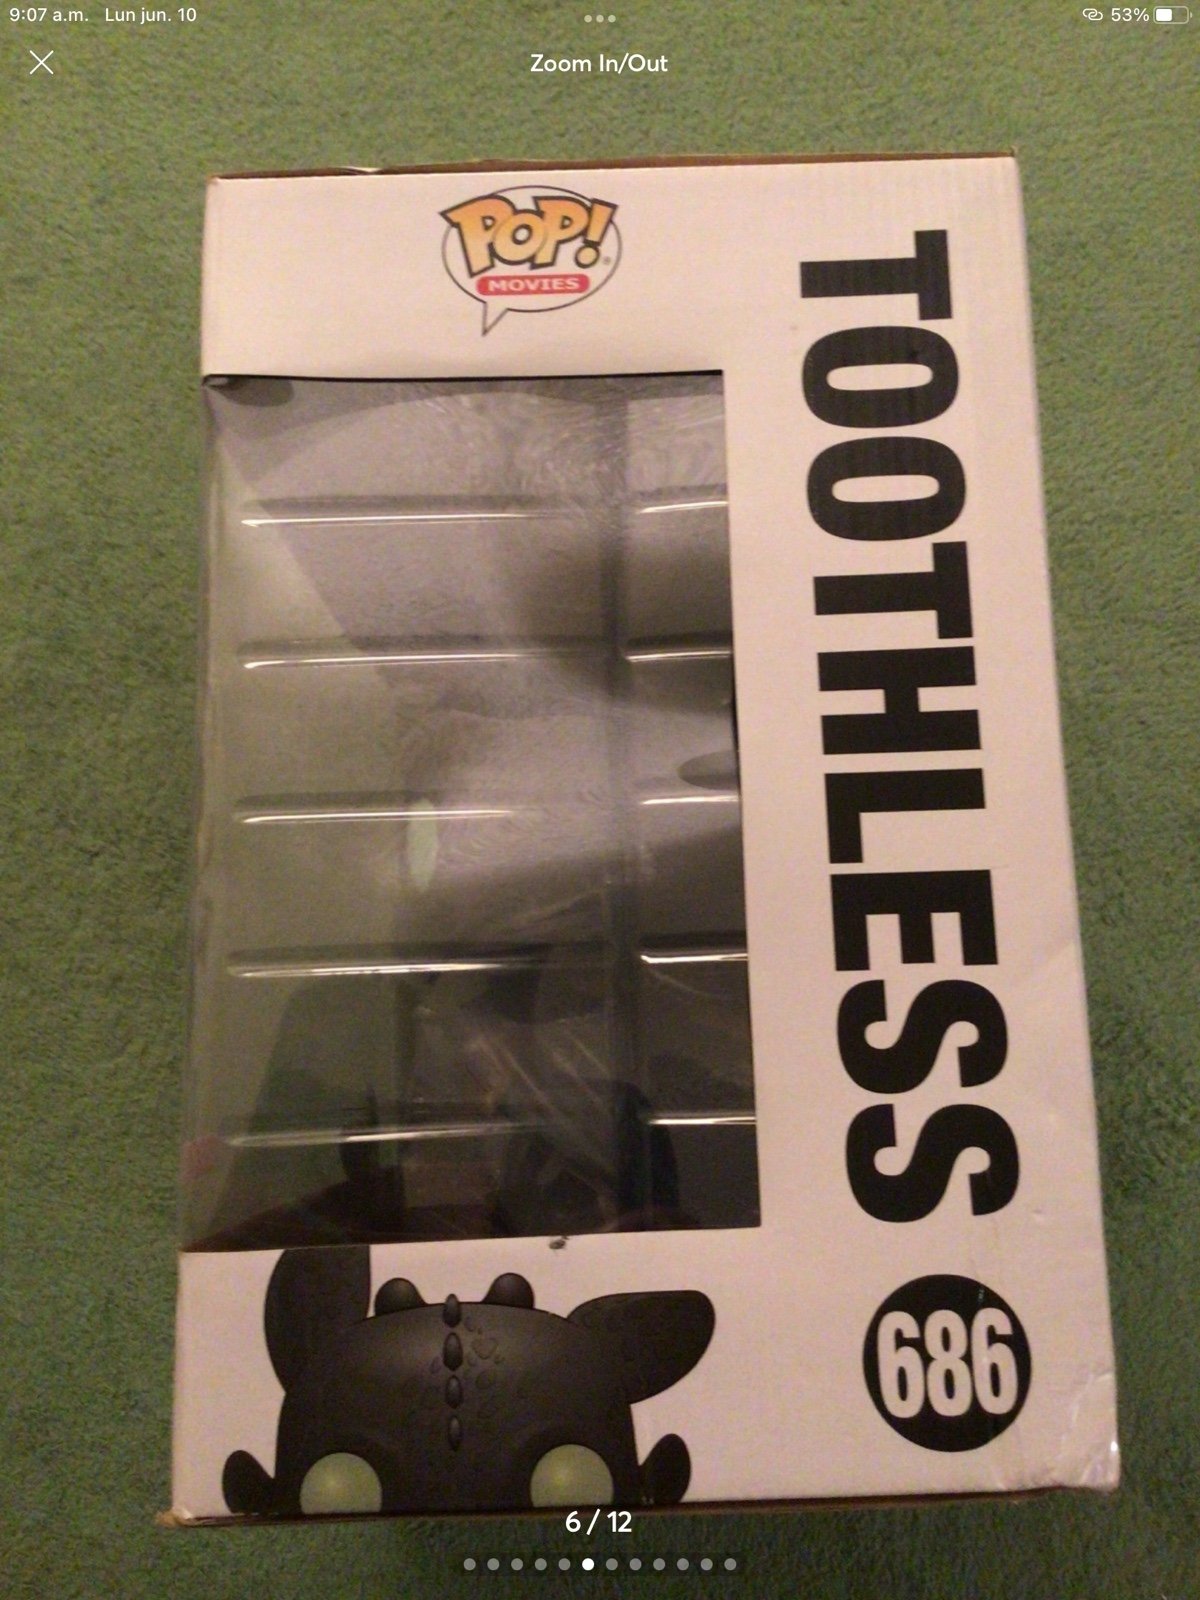 9:07 a.m. Lun jun. 10
53%
Zoom In/Out
POP!
MOVIES
TOOTHLESS
686
6 / 12